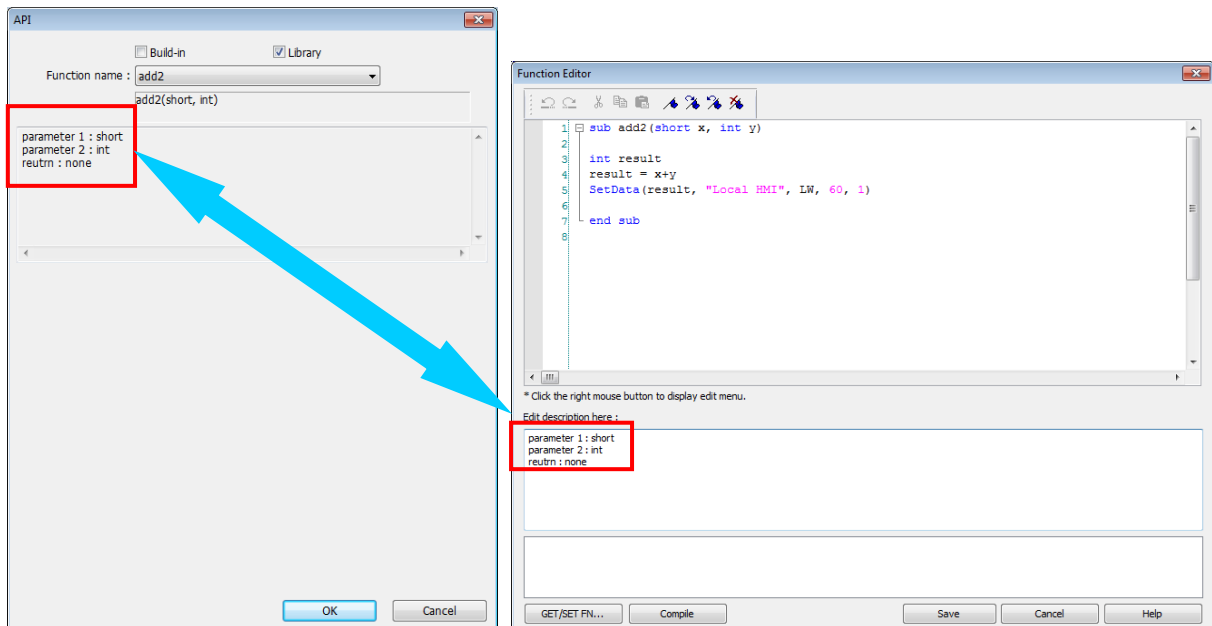 API
Build-in
Library
Function name :
add2
add2(short, int)
parameter 1 : short
parameter 2 : int
reutrn : none
OK
Cancel
Function Editor
1 sub add2(short x, int y)
2
3 int result
4 result = x+y
5 SetData(result, "Local HMI", LW, 60, 1)
6
7 end sub
8
* Click the right mouse button to display edit menu.
Edit description here :
parameter 1 : short
parameter 2 : int
reutrn : none
GET/SET FN...
Compile
Save
Cancel
Help